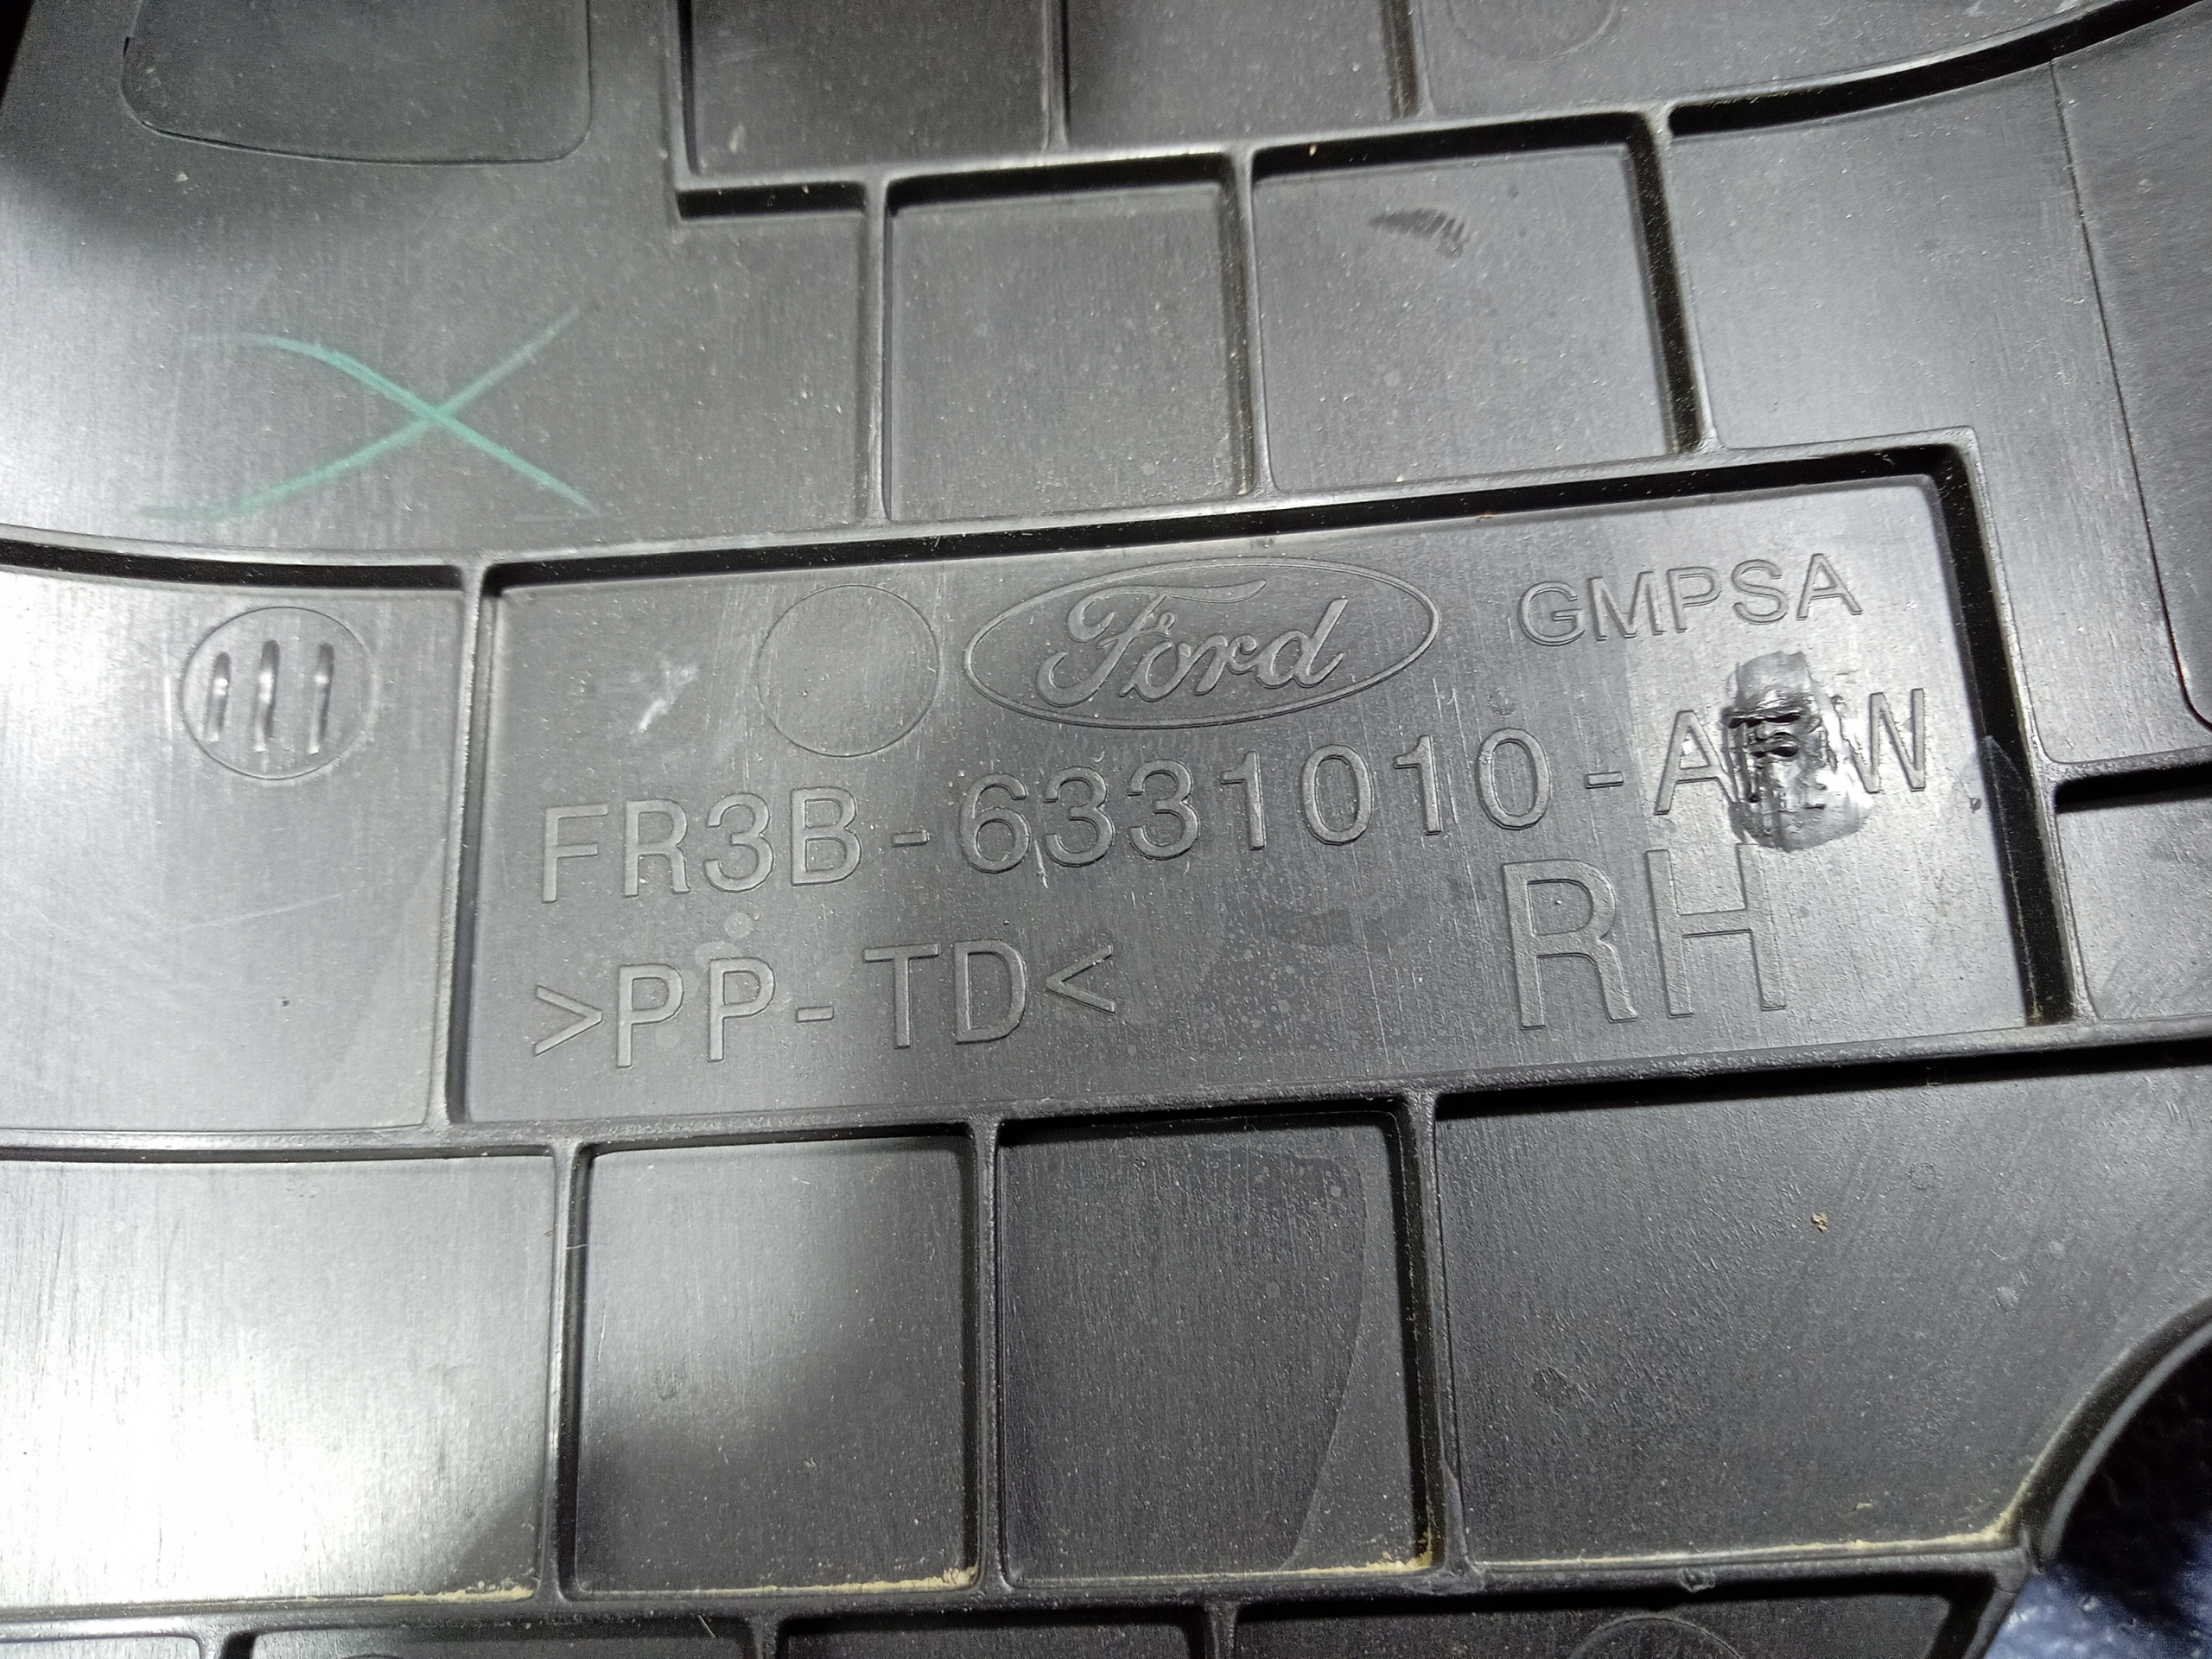 Ford GMPSA
FR3B-6331010-
>PP-TD< RH